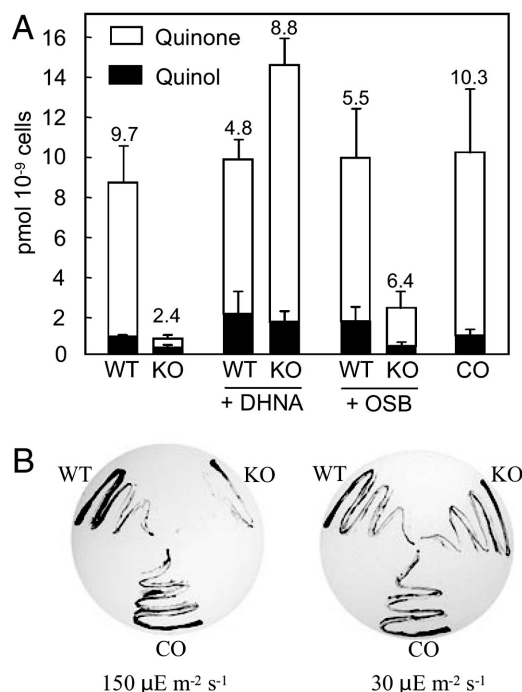 A
16
14
12
10
8
6
4
2
0
pmol 10⁻⁹ cells
Quinone
Quinol
9.7
2.4
4.8
8.8
5.5
6.4
10.3
WT KO WT KO WT KO CO
+ DHNA + OSB
B
WT KO WT KO
CO CO
150 µE m⁻² s⁻¹ 30 µE m⁻² s⁻¹